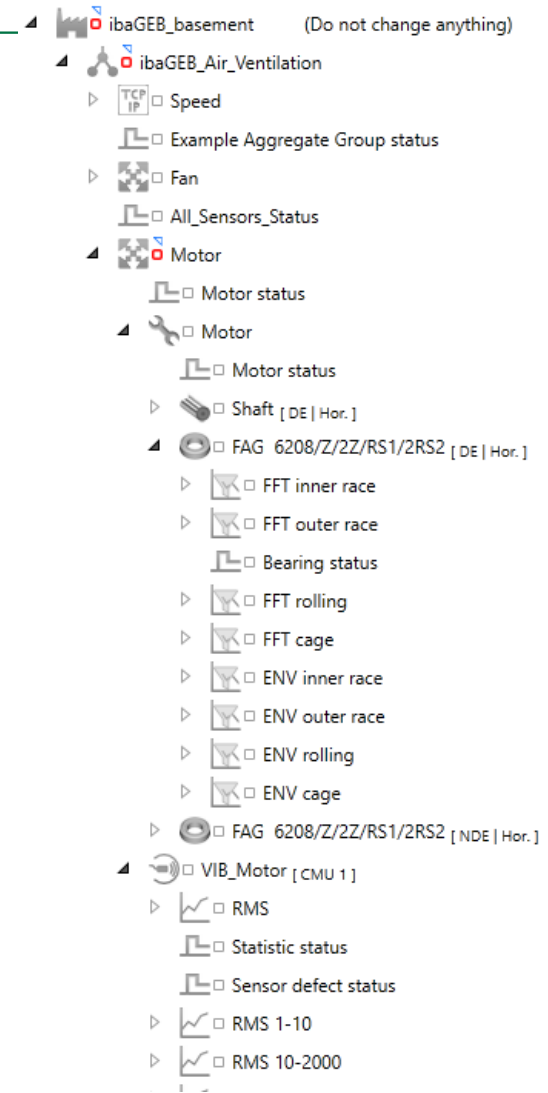 ibaGEB_basement (Do not change anything)
ibaGEB_Air_Ventilation
TCP IP Speed
Example Aggregate Group status
Fan
All_Sensors_Status
Motor
Motor status
Motor
Motor status
Shaft [ DE | Hor. ]
FAG 6208/Z/2Z/RS1/2RS2 [ DE | Hor. ]
FFT inner race
FFT outer race
Bearing status
FFT rolling
FFT cage
ENV inner race
ENV outer race
ENV rolling
ENV cage
FAG 6208/Z/2Z/RS1/2RS2 [ NDE | Hor. ]
VIB_Motor [ CMU 1 ]
RMS
Statistic status
Sensor defect status
RMS 1-10
RMS 10-2000